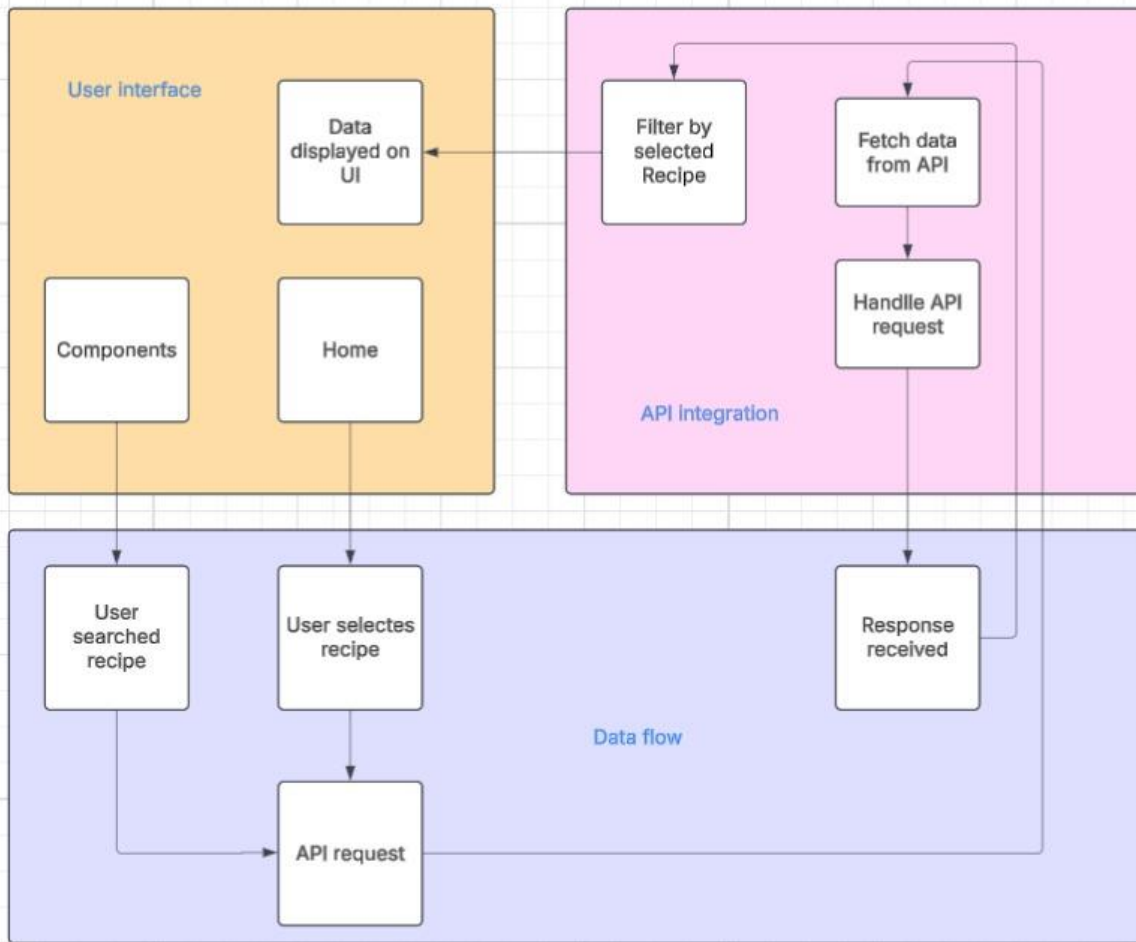 User interface
Data
displayed on
UI
Components
Home
Filter by
selected
Recipe
Fetch data
from API
Handlle API
request
API integration
User
searched
recipe
User selectes
recipe
Response
received
Data flow
API request